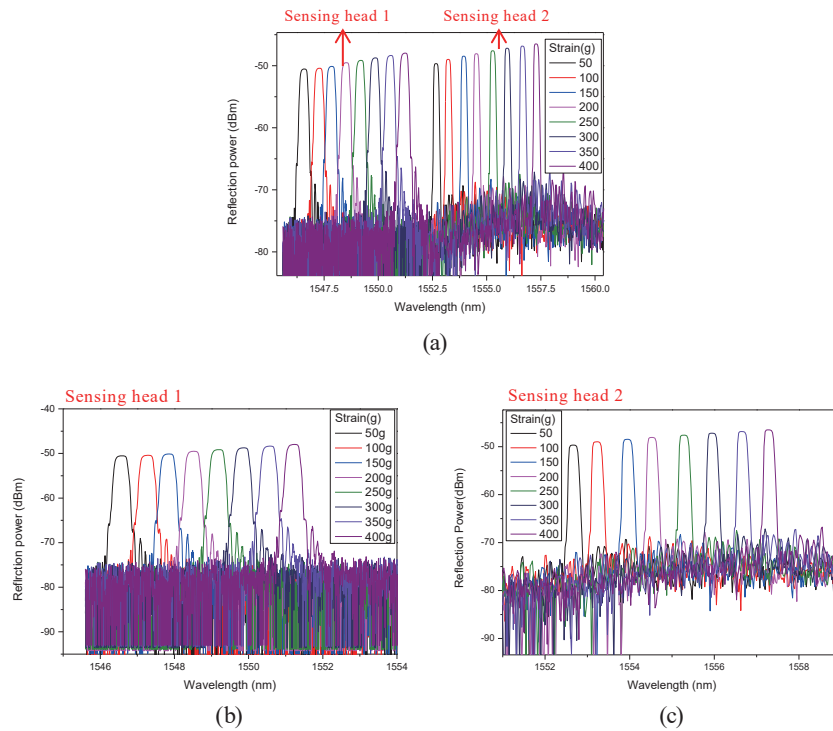 Sensing head 1
Sensing head 2
Strain(g)
50
100
150
200
250
300
350
400
-50
-60
-70
-80
Reflection power (dBm)
1547.5
1550.0
1552.5
1555.0
1557.5
1560.0
Wavelength (nm)
(a)
Sensing head 1
-40
-50
-60
-70
-80
-90
Reflrction power (dBm)
Strain(g)
50g
100g
150g
200g
250g
300g
350g
400g
1546
1548
1550
1552
1554
Wavelength (nm)
(b)
Sensing head 2
-50
-60
-70
-80
-90
Reflection Power(dBm)
Strain(g)
50
100
150
200
250
300
350
400
1552
1554
1556
1558
Wavelength (nm)
(c)